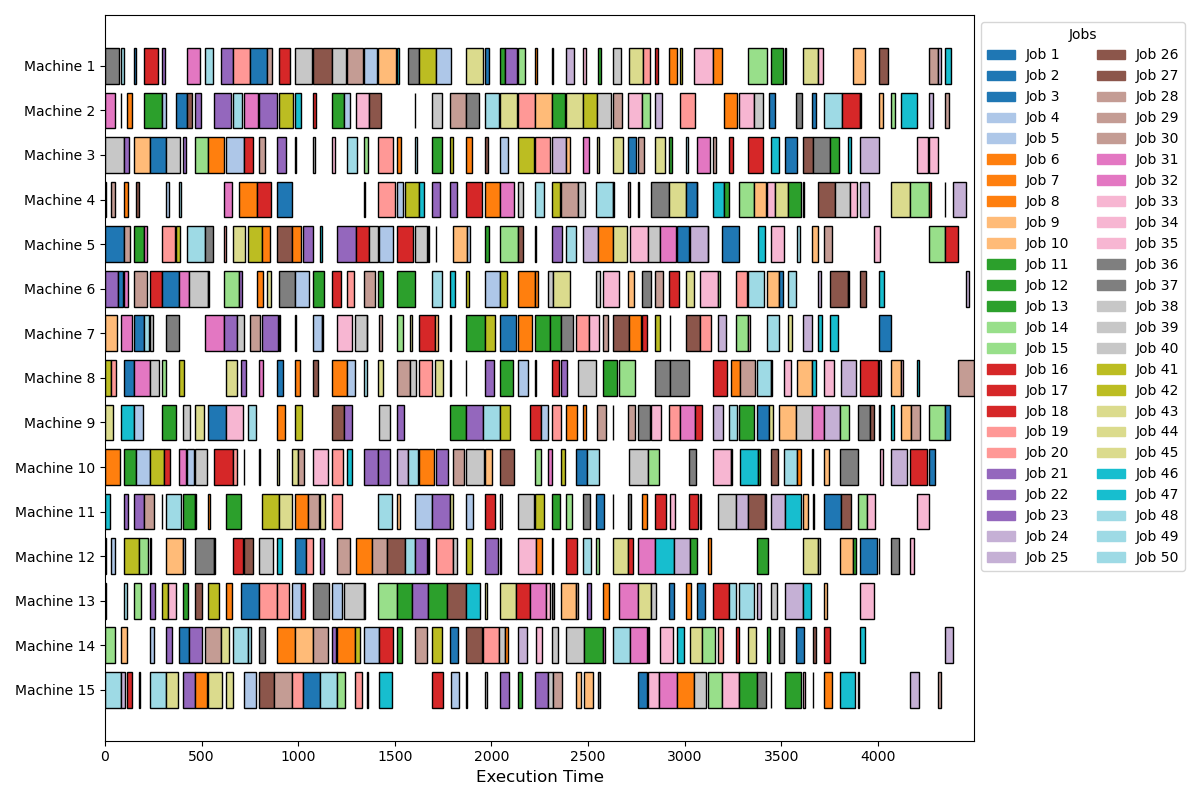 Machine 1
Machine 2
Machine 3
Machine 4
Machine 5
Machine 6
Machine 7
Machine 8
Machine 9
Machine 10
Machine 11
Machine 12
Machine 13
Machine 14
Machine 15
0 500 1000 1500 2000 2500 3000 3500 4000
Execution Time
Jobs
Job 1 Job 26
Job 2 Job 27
Job 3 Job 28
Job 4 Job 29
Job 5 Job 30
Job 6 Job 31
Job 7 Job 32
Job 8 Job 33
Job 9 Job 34
Job 10 Job 35
Job 11 Job 36
Job 12 Job 37
Job 13 Job 38
Job 14 Job 39
Job 15 Job 40
Job 16 Job 41
Job 17 Job 42
Job 18 Job 43
Job 19 Job 44
Job 20 Job 45
Job 21 Job 46
Job 22 Job 47
Job 23 Job 48
Job 24 Job 49
Job 25 Job 50